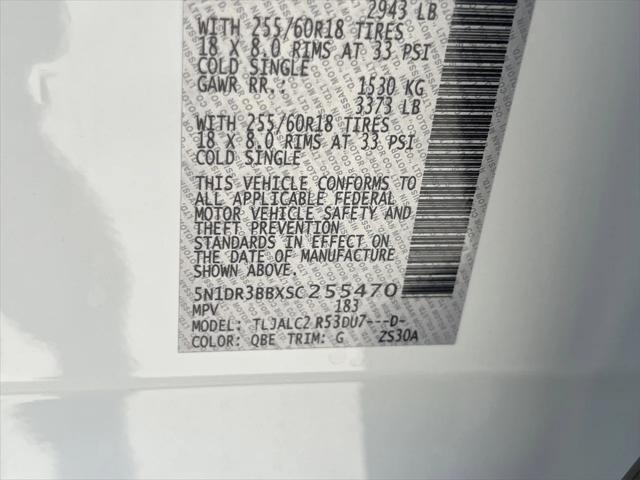 2943 LB
WITH 255/60R18 TIRES
18 X 8.0 RIMS AT 33 PSI
COLD SINGLE
GAWR RR.: 1530 KG
3373 LB
WITH 255/60R18 TIRES
18 X 8.0 RIMS AT 33 PSI
COLD SINGLE
THIS VEHICLE CONFORMS TO
ALL APPLICABLE FEDERAL
MOTOR VEHICLE SAFETY AND
THEFT PREVENTION
STANDARDS IN EFFECT ON
THE DATE OF MANUFACTURE
SHOWN ABOVE.
5N1DR3BBXSC255470
MPV 183
MODEL: TLJALC2 R53DU7---D-
COLOR: QBE TRIM: G ZS30A